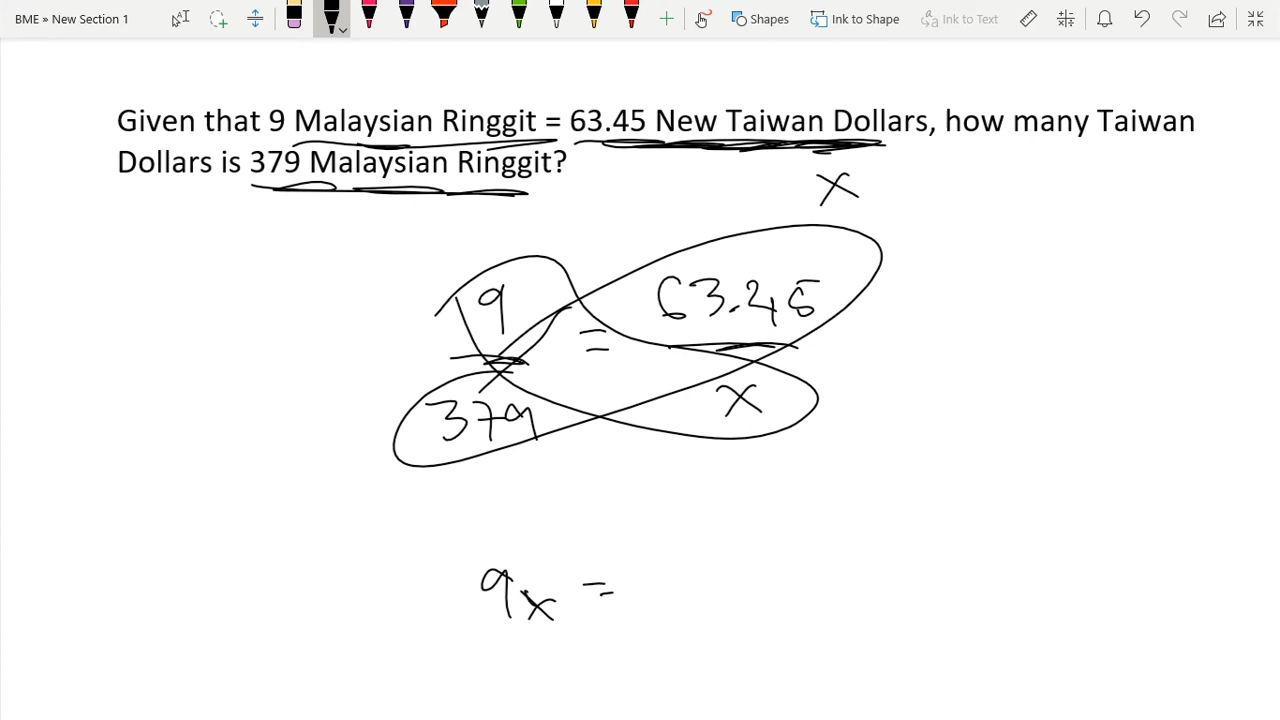 BME » New Section 1 Shapes Ink to Shape Ink to Text
Given that 9 Malaysian Ringgit = 63.45 New Taiwan Dollars, how many Taiwan
Dollars is 379 Malaysian Ringgit?
x
9 = 63.45
379 x
9x =